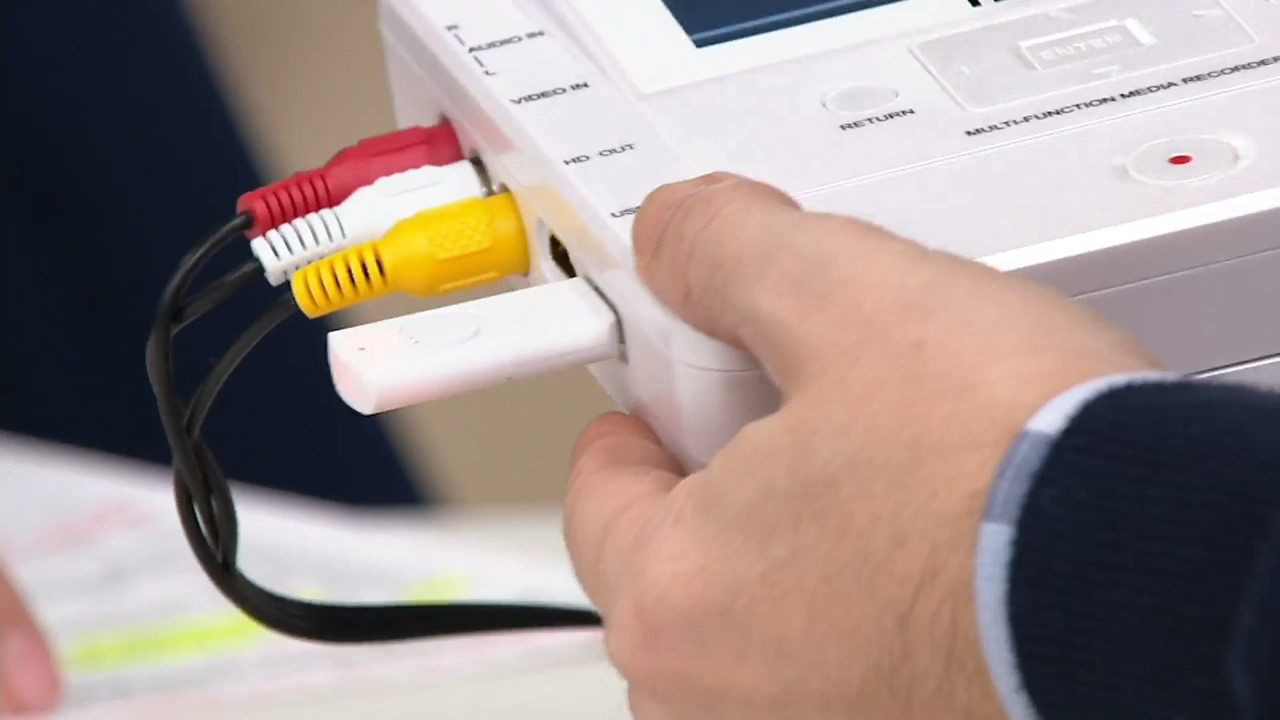 R
AUDIO IN
L
VIDEO IN
HD OUT
ENTER
RETURN
MULTI-FUNCTION MEDIA RECORDER